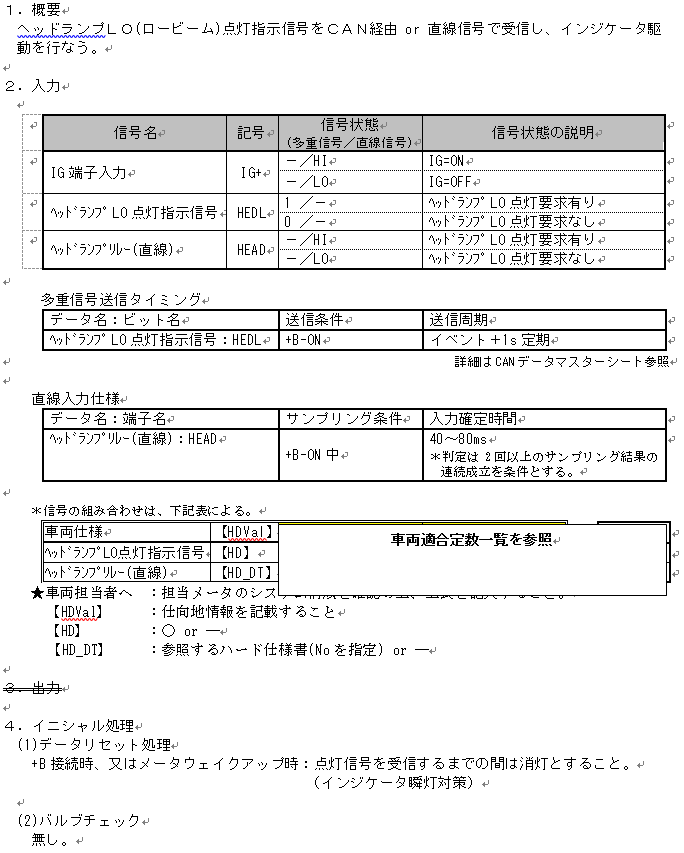 １．概要
ﾍｯﾄﾞﾗﾝﾌﾟＬＯ(ロービーム)点灯指示信号をＣＡＮ経由 or 直線信号で受信し、インジケータ駆
動を行なう。
２．入力
信号名 記号 信号状態 信号状態の説明
(多重信号／直線信号)
IG端子入力 IG+ －／HI IG=ON
－／LO IG=OFF
ﾍｯﾄﾞﾗﾝﾌﾟLO点灯指示信号 HEDL 1 ／－ ﾍｯﾄﾞﾗﾝﾌﾟLO点灯要求有り
0 ／－ ﾍｯﾄﾞﾗﾝﾌﾟLO点灯要求なし
ﾍｯﾄﾞﾗﾝﾌﾟﾘﾚｰ(直線) HEAD －／HI ﾍｯﾄﾞﾗﾝﾌﾟLO点灯要求有り
－／LO ﾍｯﾄﾞﾗﾝﾌﾟLO点灯要求なし
多重信号送信タイミング
データ名：ビット名 送信条件 送信周期
ﾍｯﾄﾞﾗﾝﾌﾟLO点灯指示信号：HEDL +B-ON イベント＋1s定期
詳細はCANデータマスターシート参照
直線入力仕様
データ名：端子名 サンプリング条件 入力確定時間
ﾍｯﾄﾞﾗﾝﾌﾟﾘﾚｰ(直線)：HEAD +B-ON中 40～80ms
＊判定は2回以上のサンプリング結果の
連続成立を条件とする。
＊信号の組み合わせは、下記表による。
車両仕様 【HDVal】
ﾍｯﾄﾞﾗﾝﾌﾟLO点灯指示信号 【HD】
ﾍｯﾄﾞﾗﾝﾌﾟﾘﾚｰ(直線) 【HD_DT】
車両適合定数一覧を参照
★車両担当者へ ：担当メータのシステ
【HDVal】 ：仕向地情報を記載すること
【HD】 ：〇 or ―
【HD_DT】 ：参照するハード仕様書(Noを指定) or ―
３．出力
４．イニシャル処理
(1)データリセット処理
+B接続時、又はメータウェイクアップ時：点灯信号を受信するまでの間は消灯とすること。
（インジケータ瞬灯対策）
(2)バルブチェック
無し。